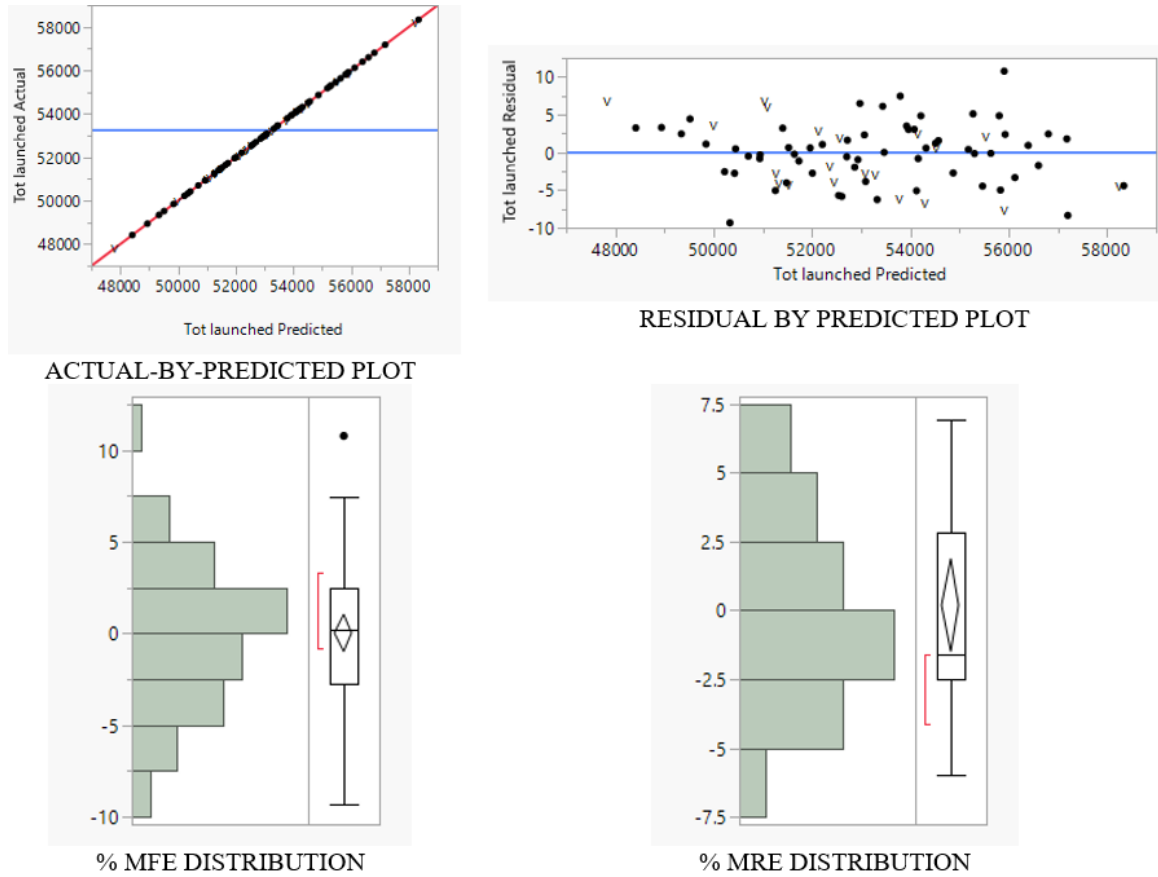 58000
56000
54000
52000
50000
48000
Tot launched Actual
48000 50000 52000 54000 56000 58000
Tot launched Predicted
ACTUAL-BY-PREDICTED PLOT
10
5
0
-5
-10
Tot launched Residual
48000 50000 52000 54000 56000 58000
Tot launched Predicted
RESIDUAL BY PREDICTED PLOT
10
5
0
-5
-10
% MFE DISTRIBUTION
7.5
5
2.5
0
-2.5
-5
-7.5
% MRE DISTRIBUTION